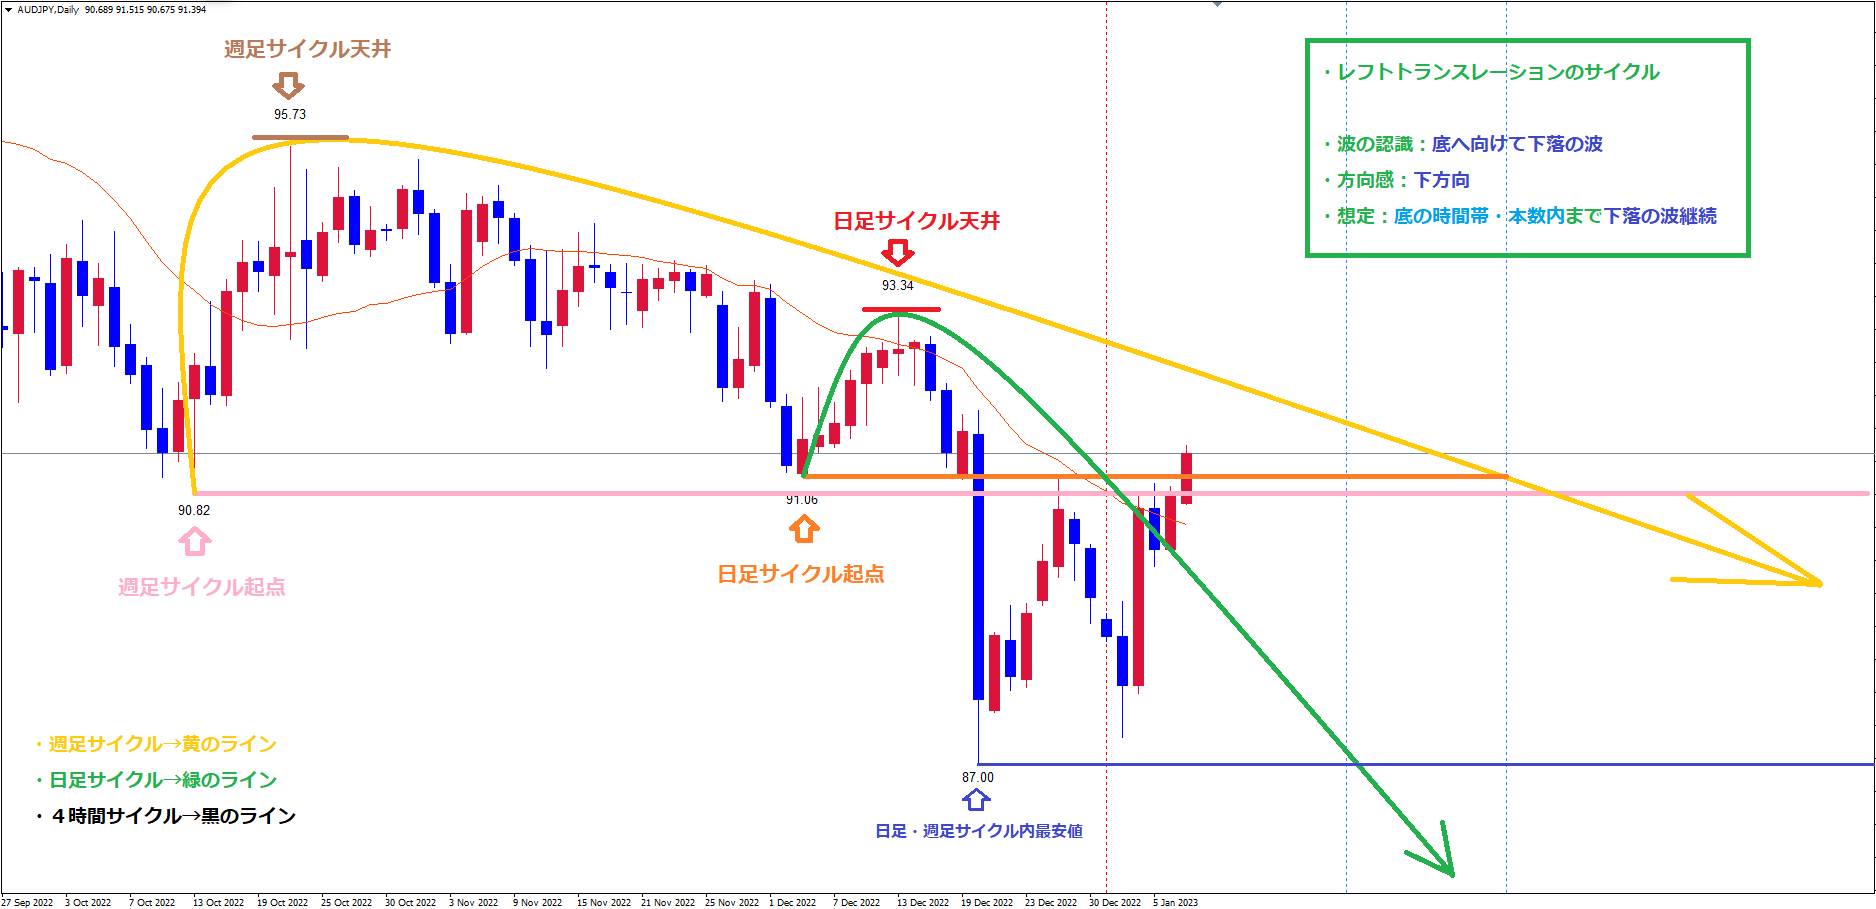 AUDJPY,Daily 90.689 91.515 90.675 91.394
週足サイクル天井
95.73
・レフトトランスレーションのサイクル
・波の認識：底へ向けて下落の波
・方向感：下方向
・想定：底の時間帯・本数内まで下落の波継続
日足サイクル天井
93.34
90.82
週足サイクル起点
91.06
日足サイクル起点
・週足サイクル→黄のライン
・日足サイクル→緑のライン
・４時間サイクル→黒のライン
87.00
日足・週足サイクル内最安値
27 Sep 2022 3 Oct 2022 7 Oct 2022 13 Oct 2022 19 Oct 2022 25 Oct 2022 30 Oct 2022 3 Nov 2022 9 Nov 2022 15 Nov 2022 21 Nov 2022 25 Nov 2022 1 Dec 2022 7 Dec 2022 13 Dec 2022 19 Dec 2022 23 Dec 2022 30 Dec 2022 5 Jan 2023